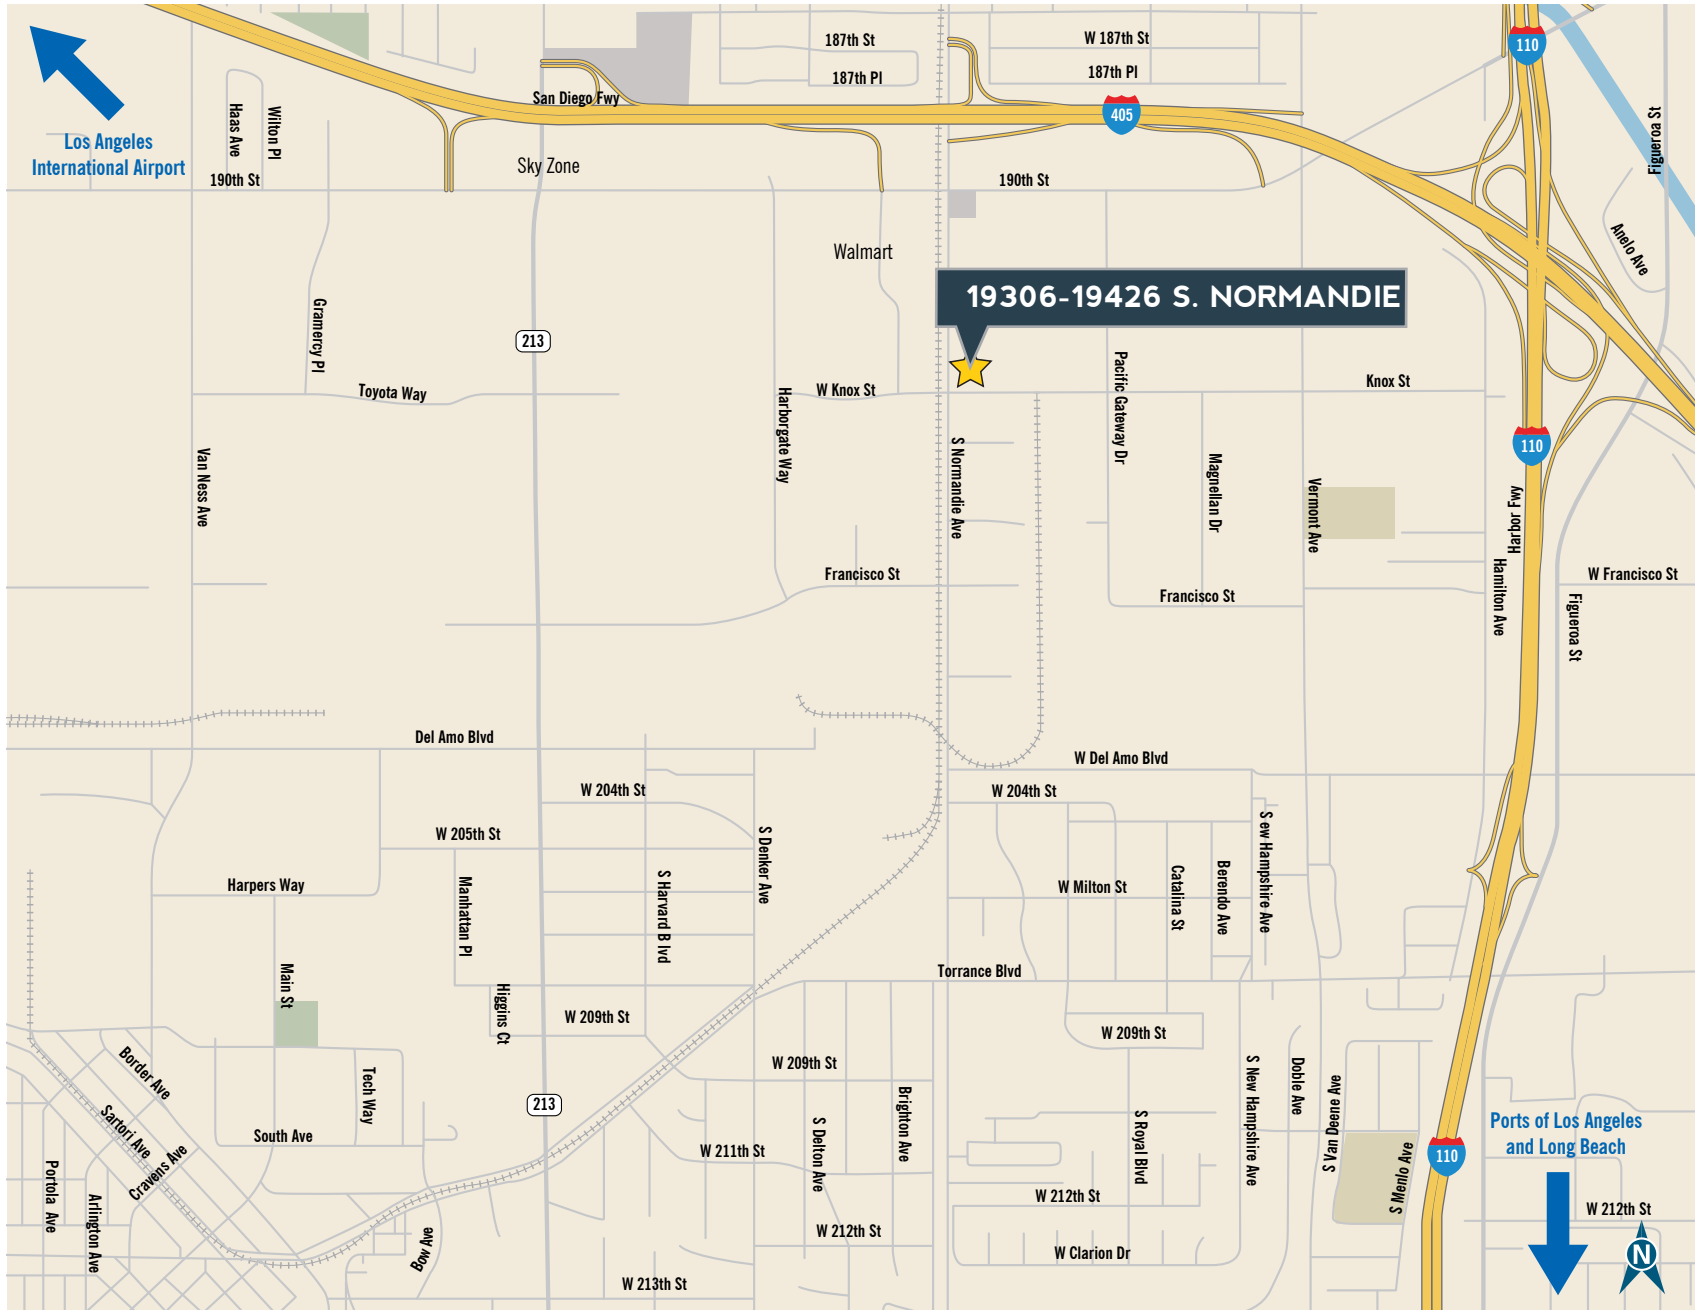 187th St
W 187th St
110
187th Pl
187th Pl
San Diego Fwy
405
Haas Ave
Wilton Pl
Figueroa St
Los Angeles
International Airport
Sky Zone
190th St
190th St
Walmart
Anelo Ave
19306-19426 S. NORMANDIE
Gramercy Pl
213
Pacific Gateway Dr
Toyota Way
W Knox St
Knox St
Harborgate Way
110
Van Ness Ave
S Normandie Ave
Magnellan Dr
Vermont Ave
Harbor Fwy
Francisco St
Francisco St
Hamilton Ave
W Francisco St
Figueroa St
Del Amo Blvd
W Del Amo Blvd
W 204th St
W 204th St
W 205th St
S Denker Ave
S ew Hampshire Ave
Harpers Way
Manhattan Pl
S Harvard B lvd
W Milton St
Catalina St
Berendo Ave
Main St
Torrance Blvd
Higgins Ct
W 209th St
W 209th St
Border Ave
W 209th St
S New Hampshire Ave
Doble Ave
Tech Way
213
Brighton Ave
S Van Deene Ave
Sartori Ave
South Ave
S Delton Ave
S Royal Blvd
Ports of Los Angeles
and Long Beach
W 211th St
110
Cravens Ave
Portola Ave
Arlington Ave
W 212th St
S Menlo Ave
W 212th St
Bow Ave
W 212th St
W Clarion Dr
N
W 213th St